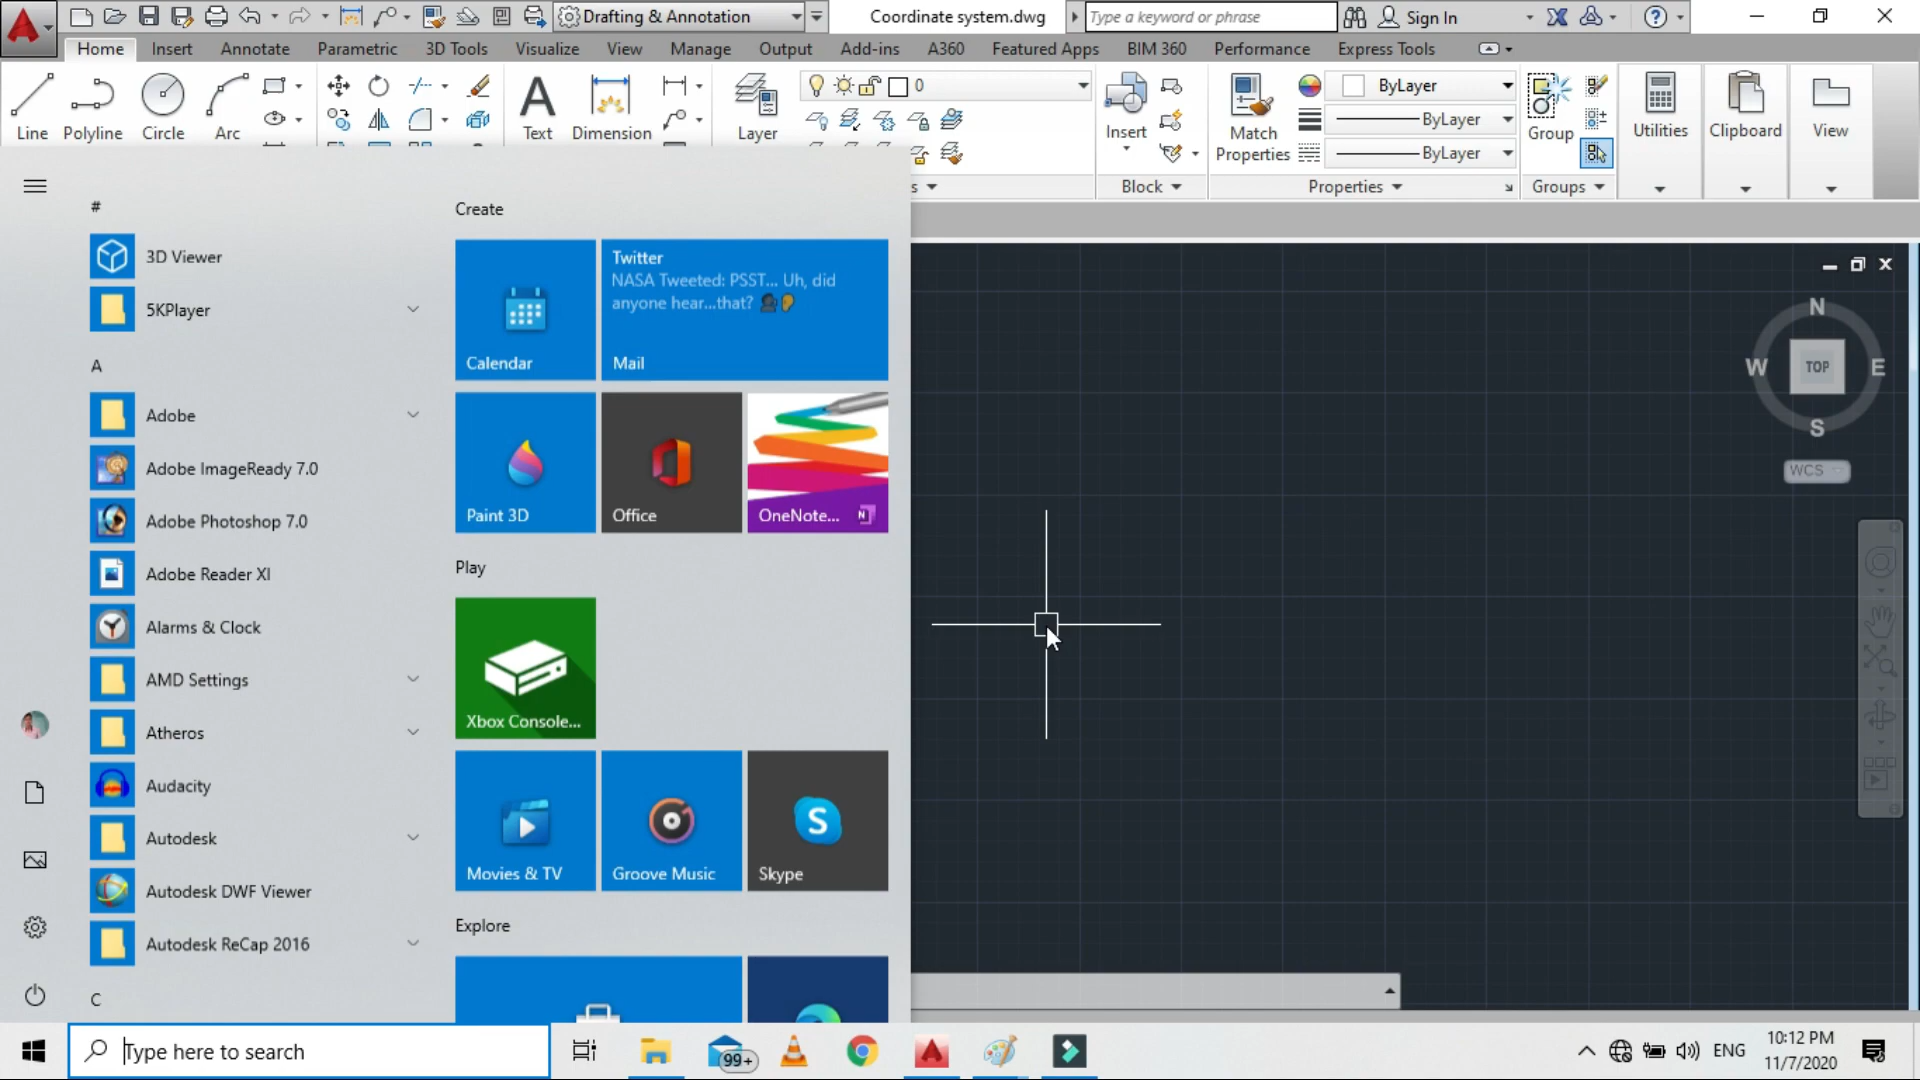 Drafting & Annotation
Coordinate system.dwg
Type a keyword or phrase
Sign In
Home Insert Annotate Parametric 3D Tools Visualize View Manage Output Add-ins A360 Featured Apps BIM 360 Performance Express Tools
0
ByLayer
ByLayer
ByLayer
Line Polyline Circle Arc Text Dimension Layer Insert Match Properties Group Utilities Clipboard View
s Block Properties Groups
#
3D Viewer
5KPlayer
A
Adobe
Adobe ImageReady 7.0
Adobe Photoshop 7.0
Adobe Reader XI
Alarms & Clock
AMD Settings
Atheros
Audacity
Autodesk
Autodesk DWF Viewer
Autodesk ReCap 2016
C
Create
Calendar
Twitter
NASA Tweeted: PSST... Uh, did
anyone hear...that?
Mail
Paint 3D
Office
OneNote...
N
Play
Xbox Console...
Movies & TV
Groove Music
S
Skype
Explore
N
W TOP E
S
WCS
Type here to search
99+
ENG
10:12 PM
11/7/2020